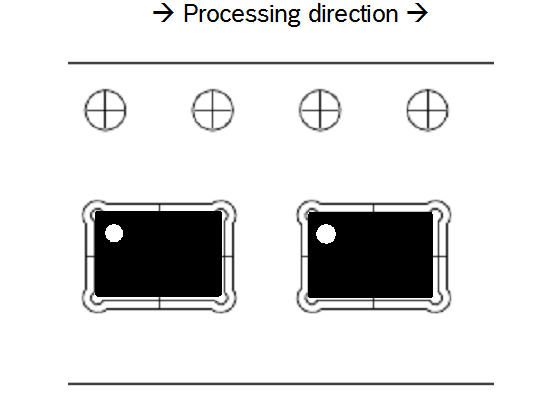 → Processing direction →